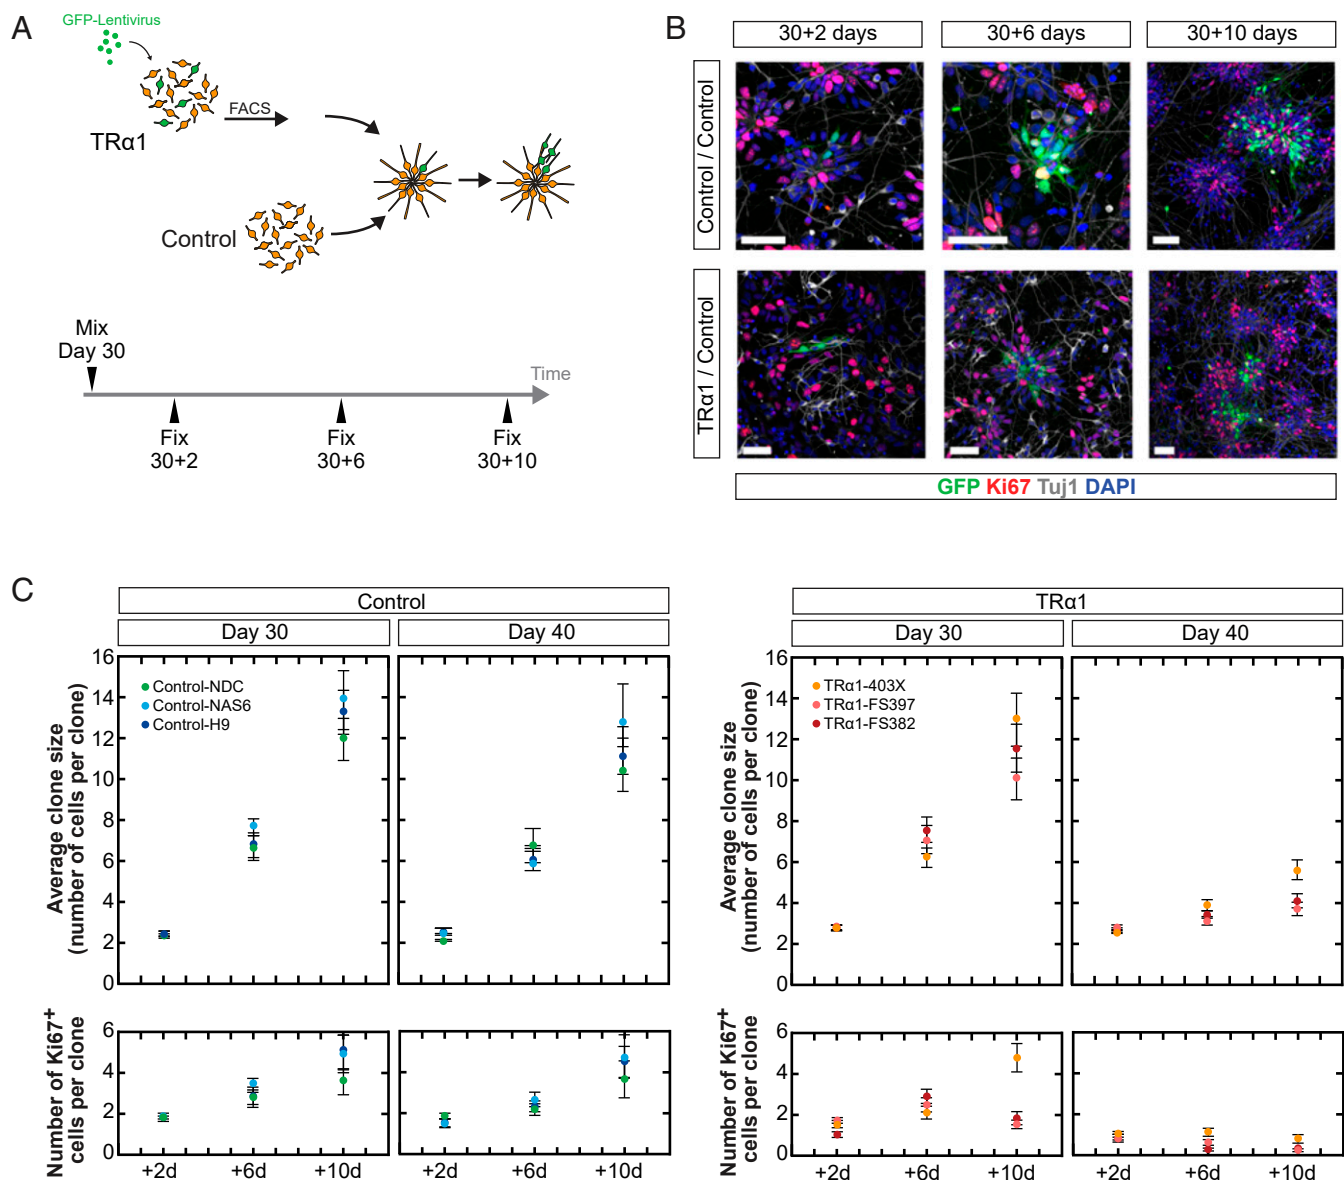 A
GFP-Lentivirus
TRα1
FACS
Control
Mix
Day 30
Time
Fix
30+2
Fix
30+6
Fix
30+10
B
30+2 days
30+6 days
30+10 days
Control / Control
TRα1 / Control
GFP Ki67 Tuj1 DAPI
C
Control
Day 30
Day 40
Average clone size
(number of cells per clone)
16
14
12
10
8
6
4
2
0
Control-NDC
Control-NAS6
Control-H9
Number of Ki67+
cells per clone
6
4
2
0
+2d
+6d
+10d
+2d
+6d
+10d
TRα1
Day 30
Day 40
Average clone size
(number of cells per clone)
16
14
12
10
8
6
4
2
0
TRα1-403X
TRα1-FS397
TRα1-FS382
Number of Ki67+
cells per clone
6
4
2
0
+2d
+6d
+10d
+2d
+6d
+10d